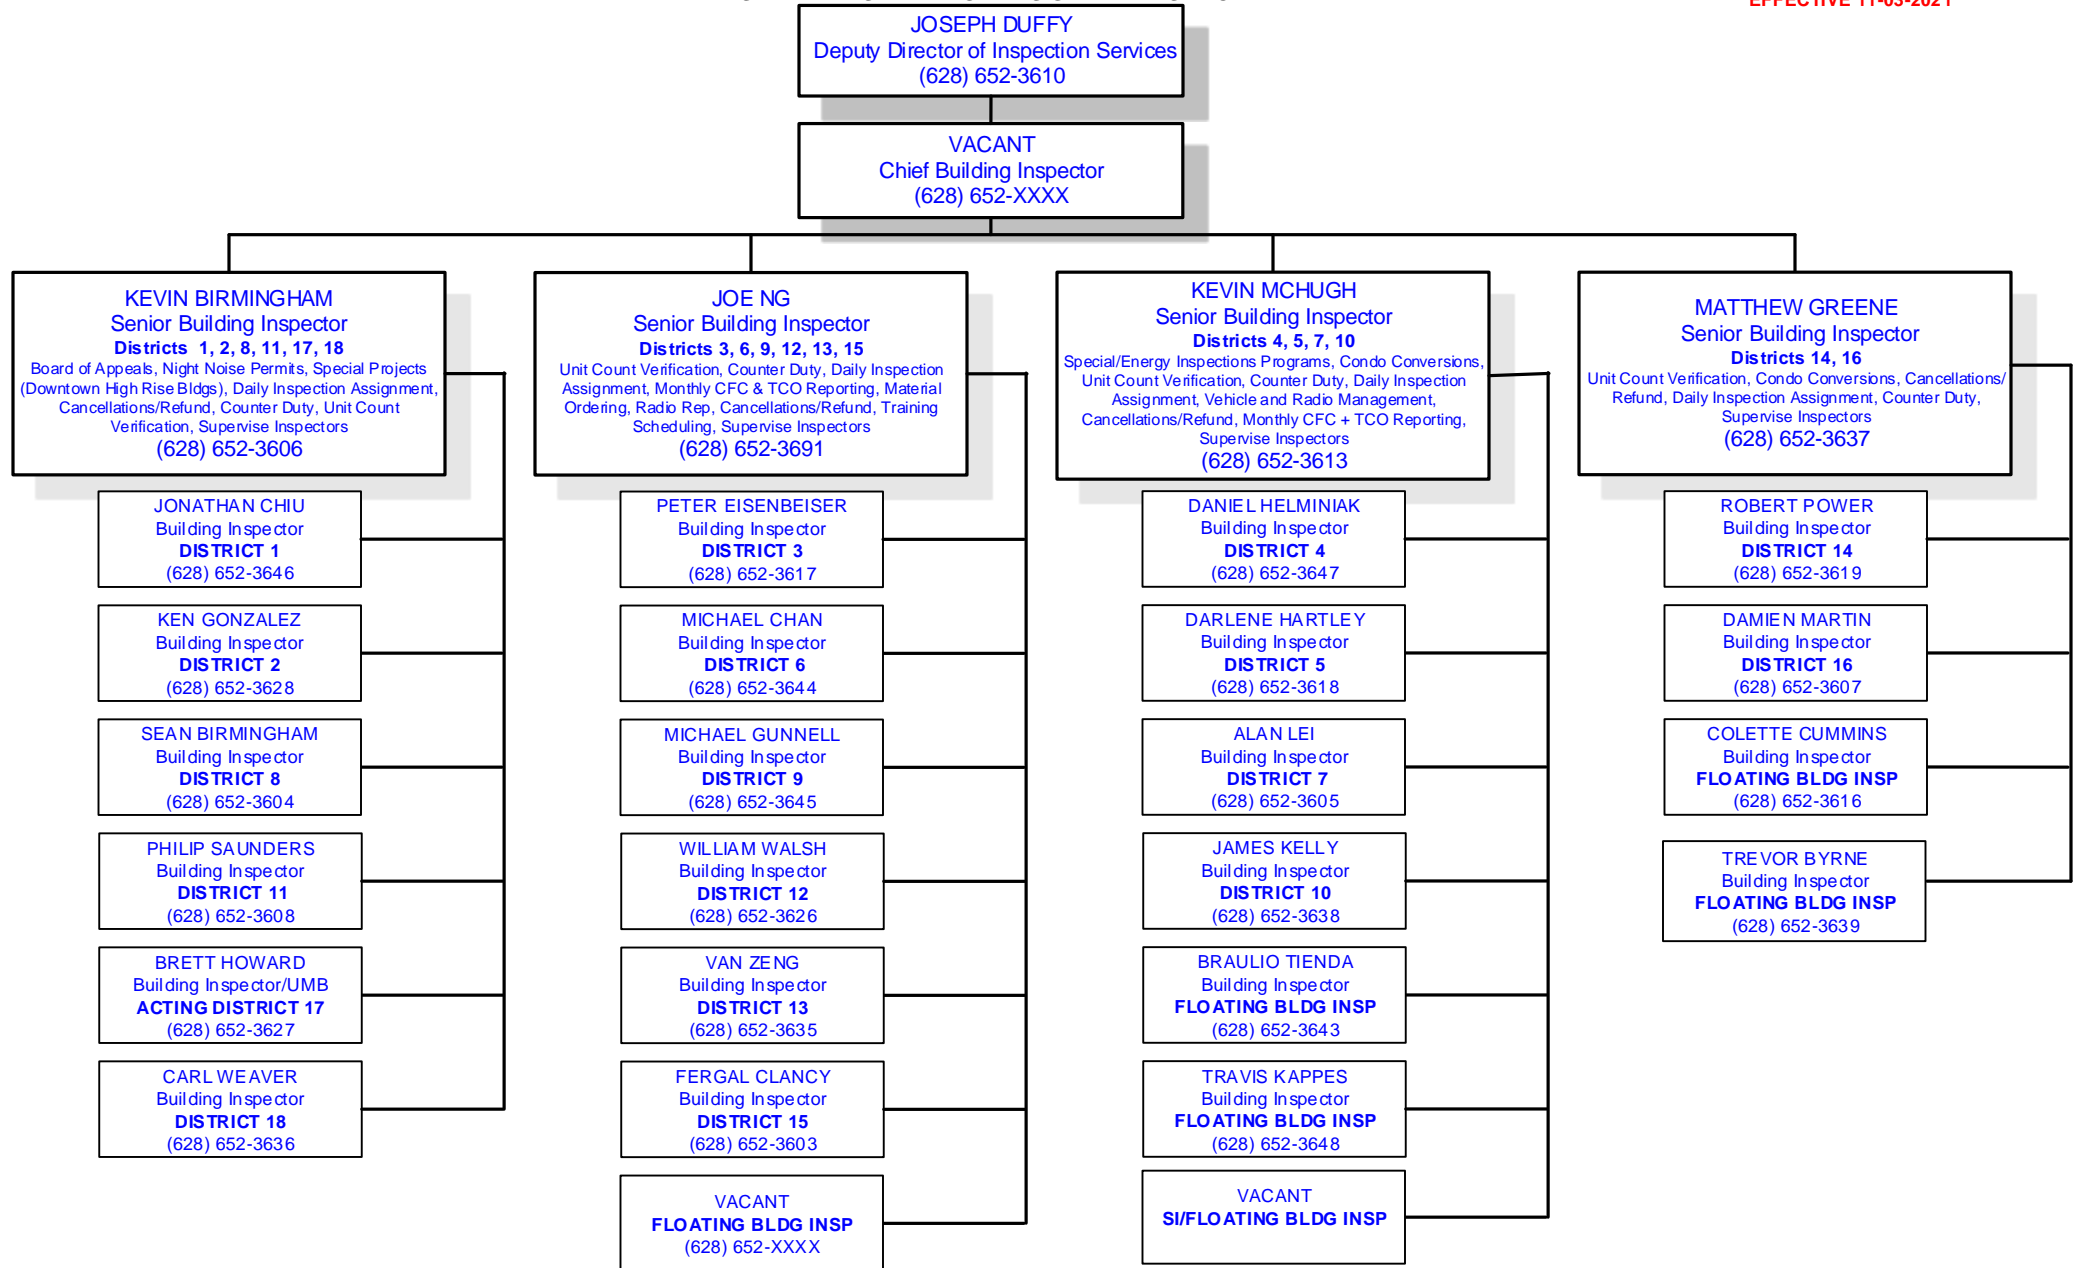 EFFECTIVE 11-03-2021
JOSEPH DUFFY
Deputy Director of Inspection Services
(628) 652-3610
VACANT
Chief Building Inspector
(628) 652-XXXX
KEVIN BIRMINGHAM
Senior Building Inspector
Districts 1, 2, 8, 11, 17, 18
Board of Appeals, Night Noise Permits, Special Projects
(Downtown High Rise Bldgs), Daily Inspection Assignment,
Cancellations/Refund, Counter Duty, Unit Count
Verification, Supervise Inspectors
(628) 652-3606
JONATHAN CHIU
Building Inspector
DISTRICT 1
(628) 652-3646
KEN GONZALEZ
Building Inspector
DISTRICT 2
(628) 652-3628
SEAN BIRMINGHAM
Building Inspector
DISTRICT 8
(628) 652-3604
PHILIP SAUNDERS
Building Inspector
DISTRICT 11
(628) 652-3608
BRETT HOWARD
Building Inspector/UMB
ACTING DISTRICT 17
(628) 652-3627
CARL WEAVER
Building Inspector
DISTRICT 18
(628) 652-3636
JOE NG
Senior Building Inspector
Districts 3, 6, 9, 12, 13, 15
Unit Count Verification, Counter Duty, Daily Inspection
Assignment, Monthly CFC & TCO Reporting, Material
Ordering, Radio Rep, Cancellations/Refund, Training
Scheduling, Supervise Inspectors
(628) 652-3691
PETER EISENBEISER
Building Inspector
DISTRICT 3
(628) 652-3617
MICHAEL CHAN
Building Inspector
DISTRICT 6
(628) 652-3644
MICHAEL GUNNELL
Building Inspector
DISTRICT 9
(628) 652-3645
WILLIAM WALSH
Building Inspector
DISTRICT 12
(628) 652-3626
VAN ZENG
Building Inspector
DISTRICT 13
(628) 652-3635
FERGAL CLANCY
Building Inspector
DISTRICT 15
(628) 652-3603
VACANT
FLOATING BLDG INSP
(628) 652-XXXX
KEVIN MCHUGH
Senior Building Inspector
Districts 4, 5, 7, 10
Special/Energy Inspections Programs, Condo Conversions,
Unit Count Verification, Counter Duty, Daily Inspection
Assignment, Vehicle and Radio Management,
Cancellations/Refund, Monthly CFC + TCO Reporting,
Supervise Inspectors
(628) 652-3613
DANIEL HELMINIAK
Building Inspector
DISTRICT 4
(628) 652-3647
DARLENE HARTLEY
Building Inspector
DISTRICT 5
(628) 652-3618
ALAN LEI
Building Inspector
DISTRICT 7
(628) 652-3605
JAMES KELLY
Building Inspector
DISTRICT 10
(628) 652-3638
BRAULIO TIENDA
Building Inspector
FLOATING BLDG INSP
(628) 652-3643
TRAVIS KAPPES
Building Inspector
FLOATING BLDG INSP
(628) 652-3648
VACANT
SI/FLOATING BLDG INSP
MATTHEW GREENE
Senior Building Inspector
Districts 14, 16
Unit Count Verification, Condo Conversions, Cancellations/
Refund, Daily Inspection Assignment, Counter Duty,
Supervise Inspectors
(628) 652-3637
ROBERT POWER
Building Inspector
DISTRICT 14
(628) 652-3619
DAMIEN MARTIN
Building Inspector
DISTRICT 16
(628) 652-3607
COLETTE CUMMINS
Building Inspector
FLOATING BLDG INSP
(628) 652-3616
TREVOR BYRNE
Building Inspector
FLOATING BLDG INSP
(628) 652-3639